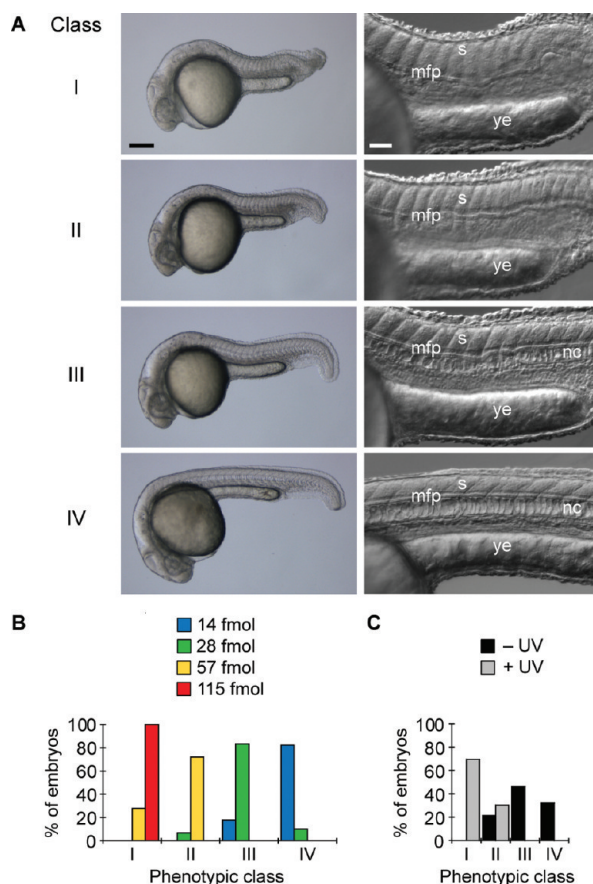 A Class
I
s
mfp
ye
II
s
mfp
ye
III
s
mfp
nc
ye
IV
s
mfp
nc
ye
B
14 fmol
28 fmol
57 fmol
115 fmol
% of embryos
100
80
60
40
20
0
I II III IV
Phenotypic class
C
– UV
+ UV
% of embryos
100
80
60
40
20
0
I II III IV
Phenotypic class